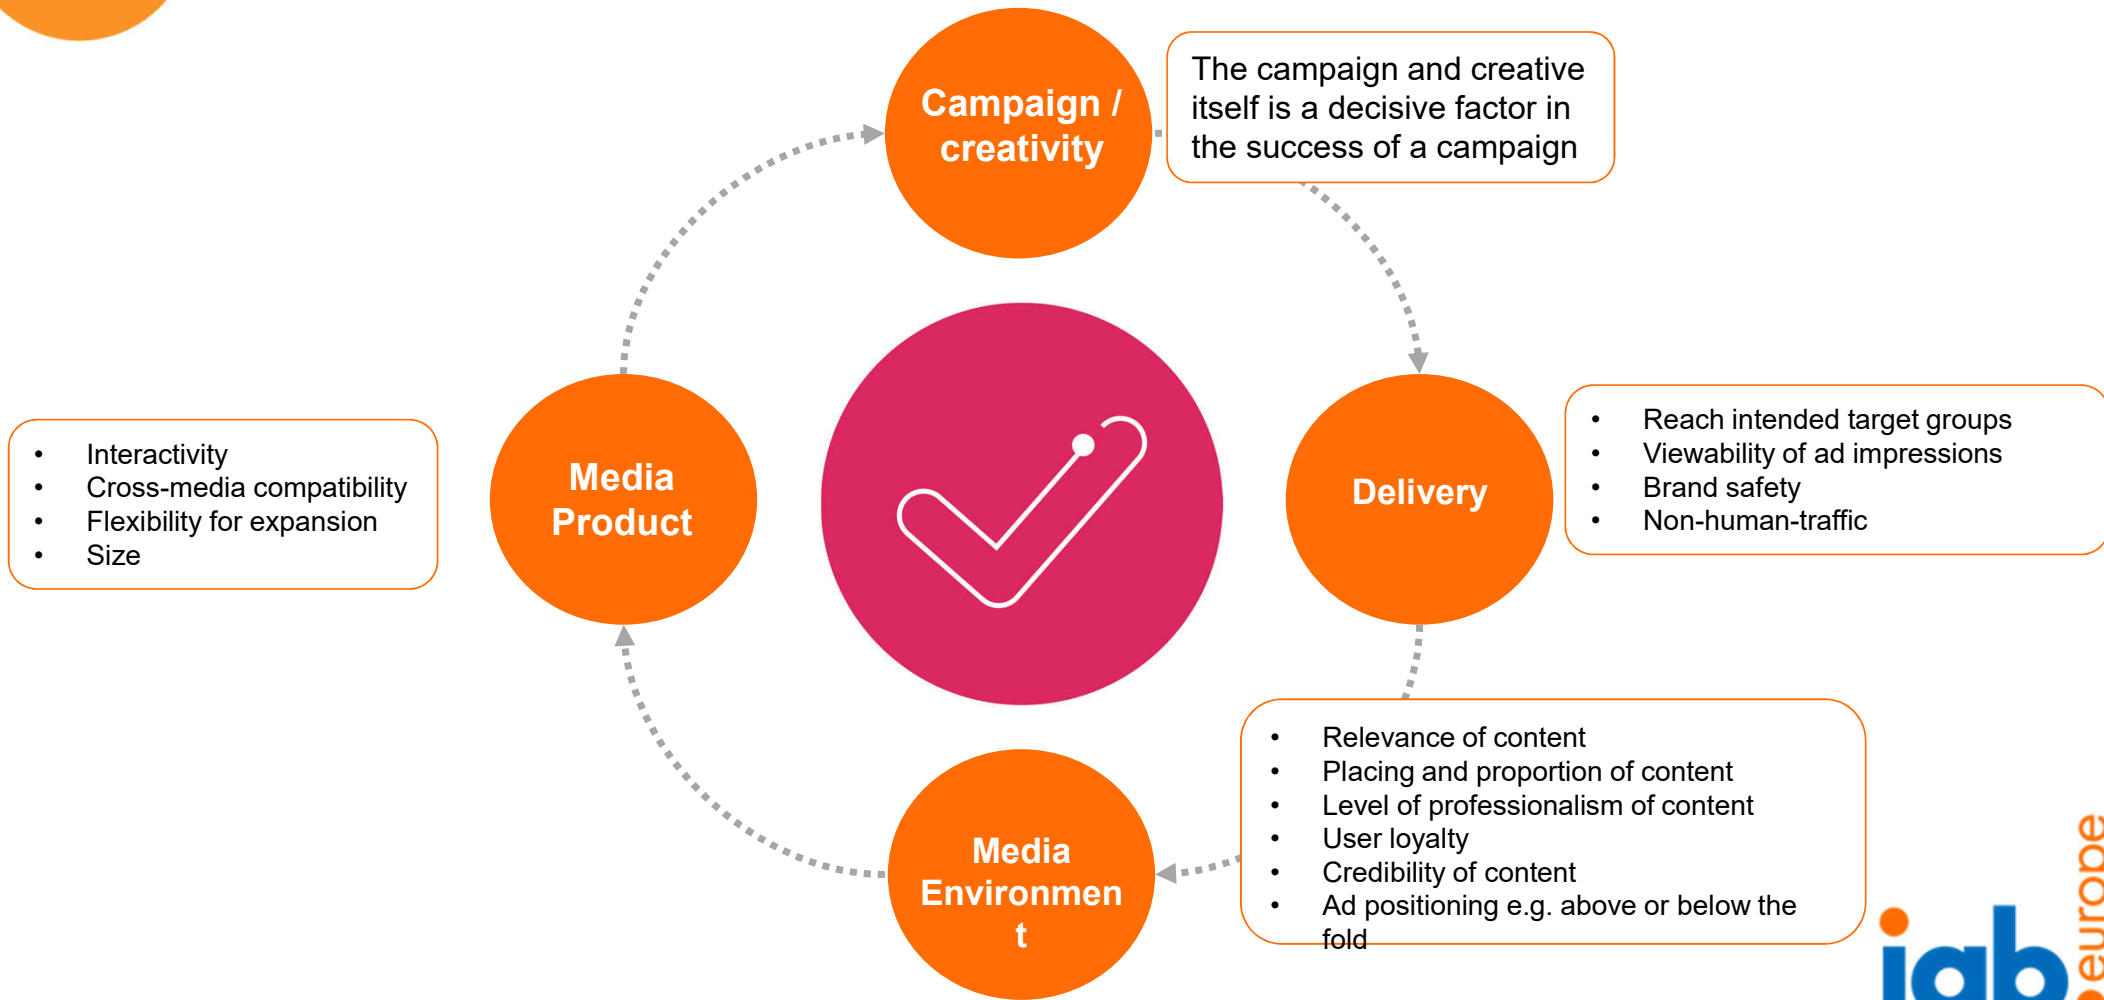 Campaign /
creativity
The campaign and creative
itself is a decisive factor in
the success of a campaign
Media
Product
• Interactivity
• Cross-media compatibility
• Flexibility for expansion
• Size
Delivery
• Reach intended target groups
• Viewability of ad impressions
• Brand safety
• Non-human-traffic
Media
Environmen
t
• Relevance of content
• Placing and proportion of content
• Level of professionalism of content
• User loyalty
• Credibility of content
• Ad positioning e.g. above or below the
fold
iab
europe